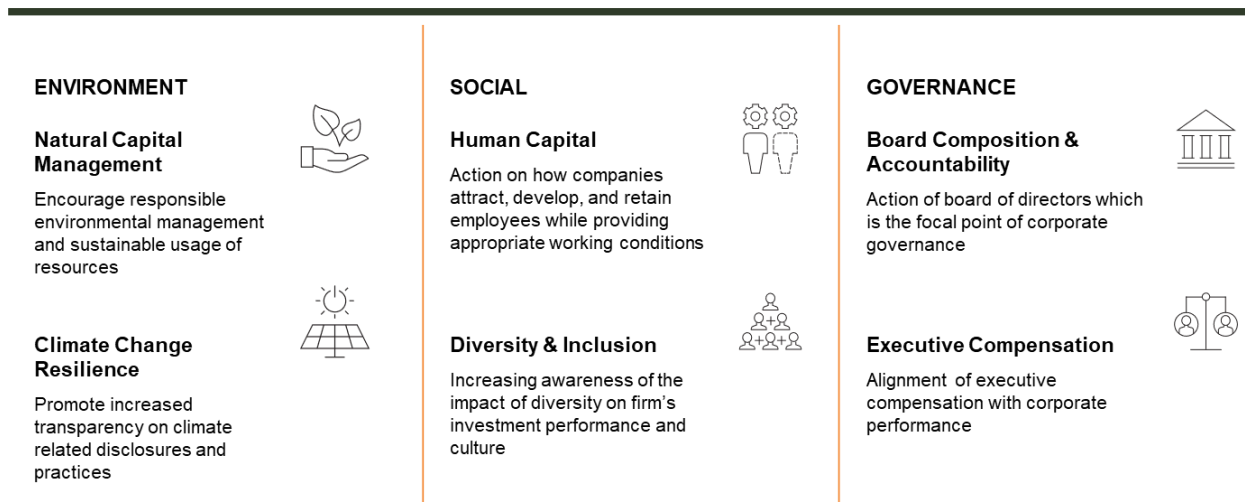 ENVIRONMENT
Natural Capital
Management
Encourage responsible
environmental management
and sustainable usage of
resources
Climate Change
Resilience
Promote increased
transparency on climate
related disclosures and
practices
SOCIAL
Human Capital
Action on how companies
attract, develop, and retain
employees while providing
appropriate working conditions
Diversity & Inclusion
Increasing awareness of the
impact of diversity on firm's
investment performance and
culture
GOVERNANCE
Board Composition &
Accountability
Action of board of directors which
is the focal point of corporate
governance
Executive Compensation
Alignment of executive
compensation with corporate
performance